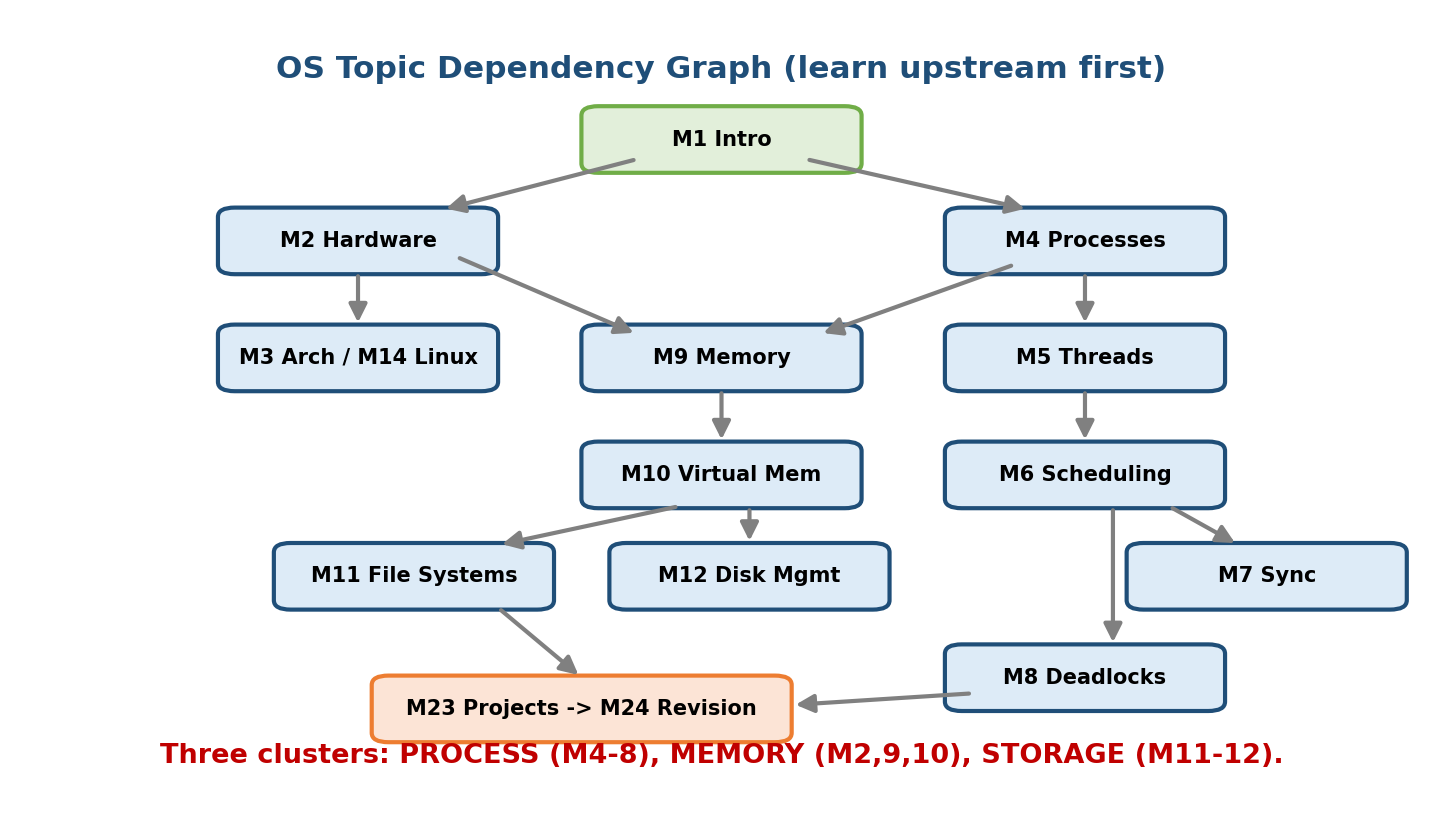 OS Topic Dependency Graph (learn upstream first)
M1 Intro
M2 Hardware
M4 Processes
M3 Arch / M14 Linux
M9 Memory
M5 Threads
M10 Virtual Mem
M6 Scheduling
M11 File Systems
M12 Disk Mgmt
M7 Sync
M8 Deadlocks
M23 Projects -> M24 Revision
Three clusters: PROCESS (M4-8), MEMORY (M2,9,10), STORAGE (M11-12).